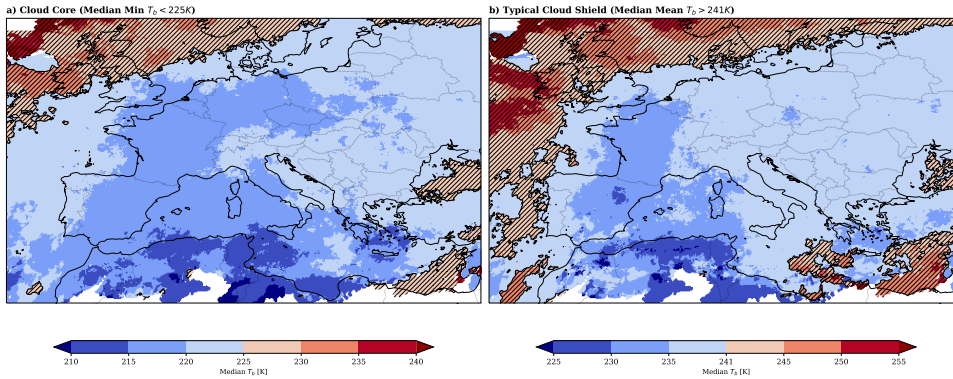 a) Cloud Core (Median Min T_b < 225K)
b) Typical Cloud Shield (Median Mean T_b > 241K)
210 215 220 225 230 235 240
Median T_b [K]
225 230 235 241 245 250 255
Median T_b [K]